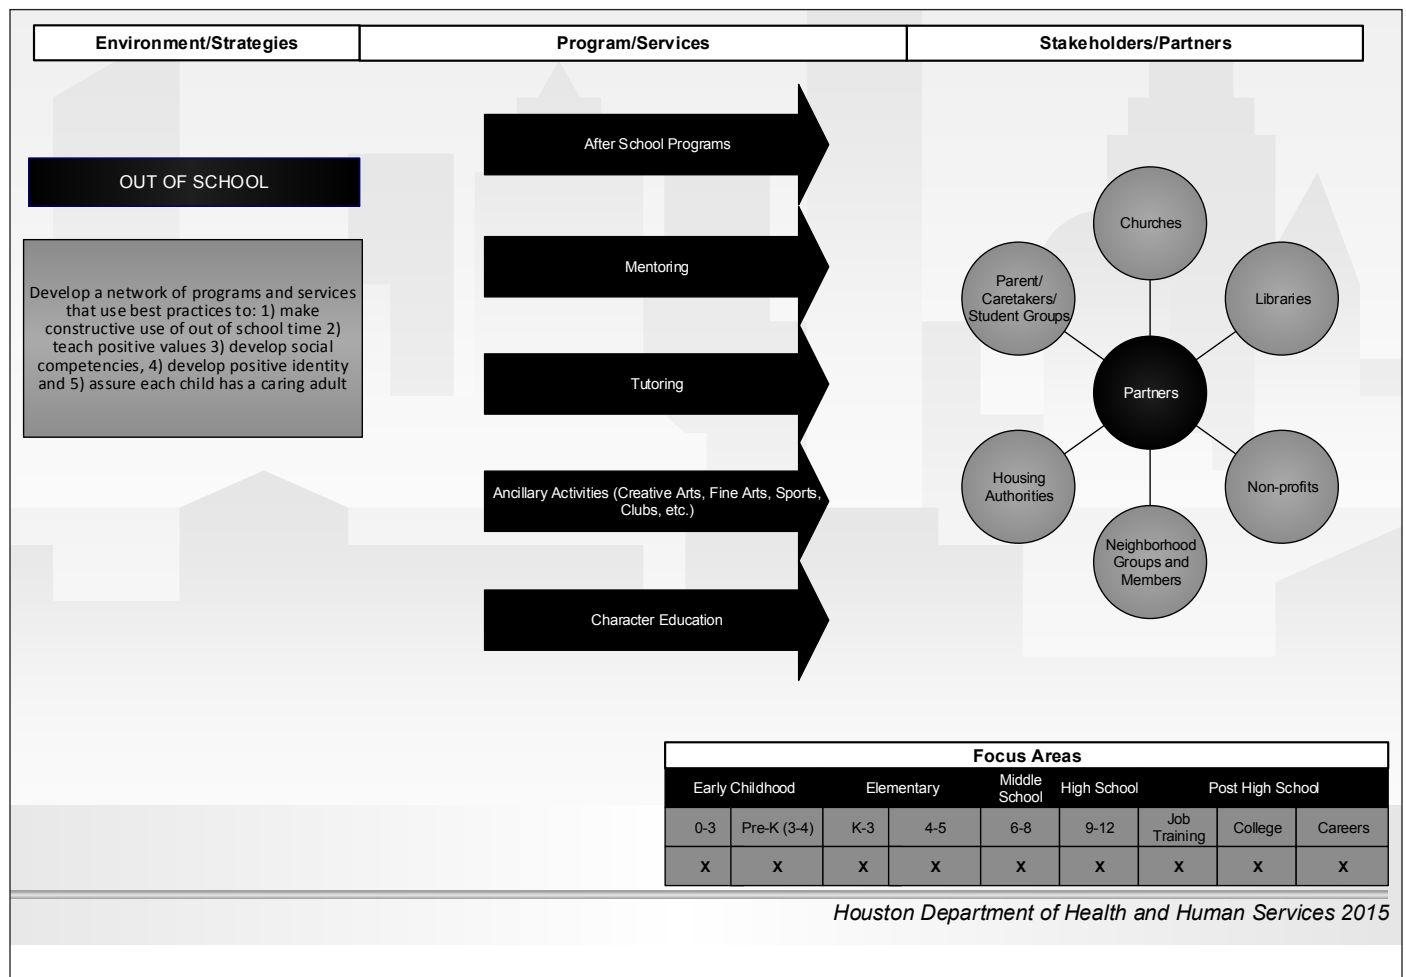 Environment/Strategies
Program/Services
Stakeholders/Partners
OUT OF SCHOOL
Develop a network of programs and services
that use best practices to: 1) make
constructive use of out of school time 2)
teach positive values 3) develop social
competencies, 4) develop positive identity
and 5) assure each child has a caring adult
After School Programs
Mentoring
Tutoring
Ancillary Activities (Creative Arts, Fine Arts, Sports,
Clubs, etc.)
Character Education
Churches
Parent/
Caretakers/
Student Groups
Libraries
Partners
Housing
Authorities
Non-profits
Neighborhood
Groups and
Members
Focus Areas
Early Childhood
Elementary
Middle
School
High School
Post High School
0-3
Pre-K (3-4)
K-3
4-5
6-8
9-12
Job
Training
College
Careers
X
X
X
X
X
X
X
X
X
Houston Department of Health and Human Services 2015